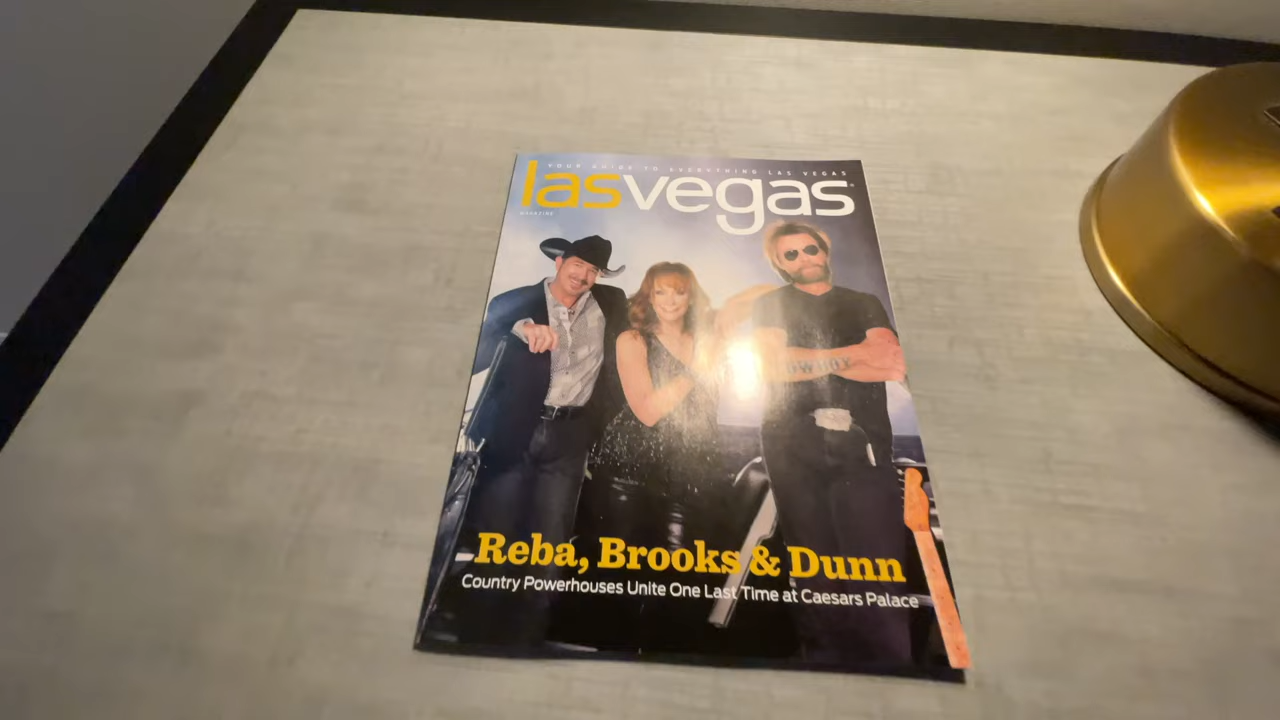 YOUR GUIDE TO EVERYTHING LAS VEGAS
lasvegas
MAGAZINE
COWBOY
Reba, Brooks & Dunn
Country Powerhouses Unite One Last Time at Caesars Palace